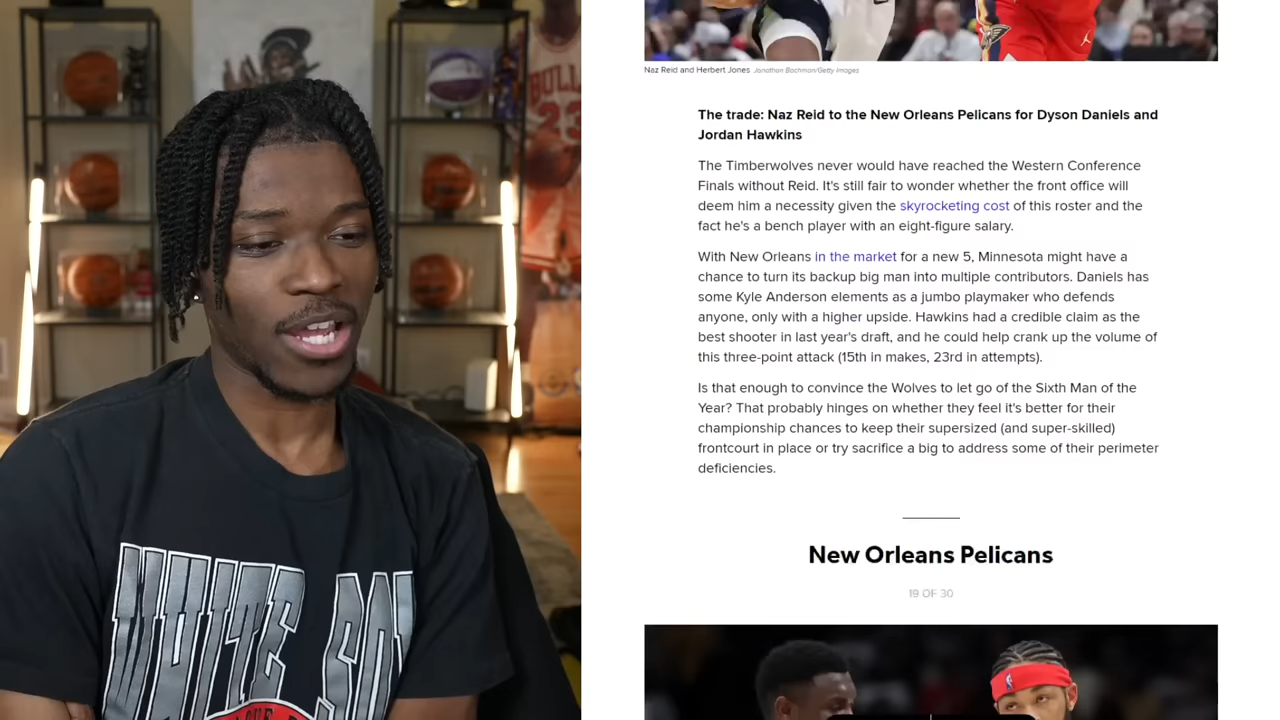 BULLS
23
WHITE SOX
Naz Reid and Herbert Jones Jonathan Bachman/Getty Images
The trade: Naz Reid to the New Orleans Pelicans for Dyson Daniels and
Jordan Hawkins
The Timberwolves never would have reached the Western Conference
Finals without Reid. It's still fair to wonder whether the front office will
deem him a necessity given the skyrocketing cost of this roster and the
fact he's a bench player with an eight-figure salary.
With New Orleans in the market for a new 5, Minnesota might have a
chance to turn its backup big man into multiple contributors. Daniels has
some Kyle Anderson elements as a jumbo playmaker who defends
anyone, only with a higher upside. Hawkins had a credible claim as the
best shooter in last year's draft, and he could help crank up the volume of
this three-point attack (15th in makes, 23rd in attempts).
Is that enough to convince the Wolves to let go of the Sixth Man of the
Year? That probably hinges on whether they feel it's better for their
championship chances to keep their supersized (and super-skilled)
frontcourt in place or try sacrifice a big to address some of their perimeter
deficiencies.
New Orleans Pelicans
19 OF 30